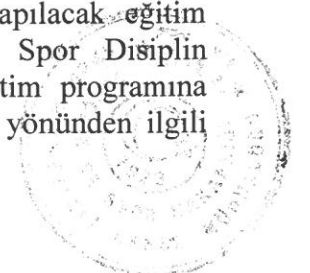 apılacak eğitim
Spor Disiplin
tim programına
yönünden ilgili